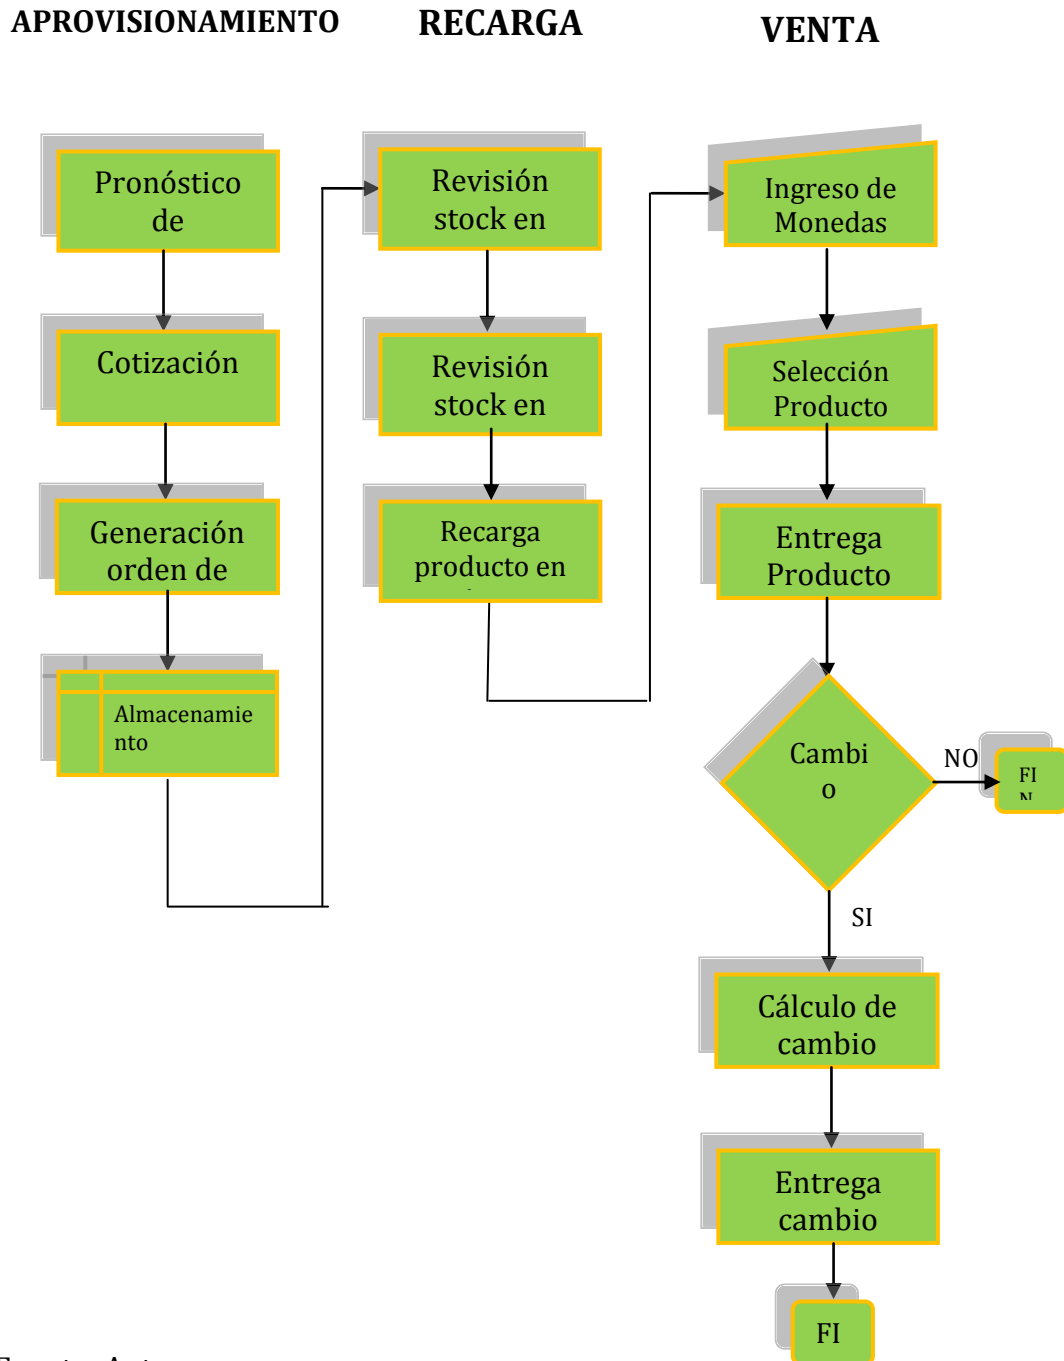 APROVISIONAMIENTO
RECARGA
VENTA
Pronóstico
de
Cotización
Generación
orden de
Almacenamie
nto
Revisión
stock en
Revisión
stock en
Recarga
producto en
Ingreso de
Monedas
Selección
Producto
Entrega
Producto
Cambi
o
NO
FI
N
SI
Cálculo de
cambio
Entrega
cambio
FI